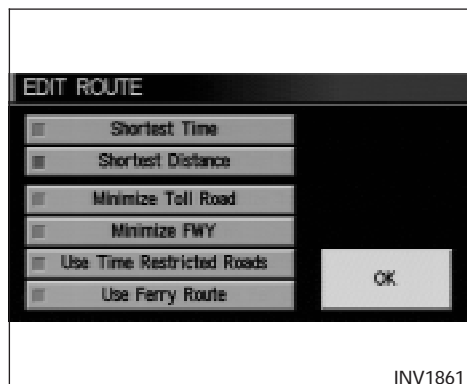 EDIT ROUTE
Shortest Time
Shortest Distance
Minimize Toll Road
Minimize FWY
Use Time Restricted Roads
Use Ferry Route
OK
INV1861